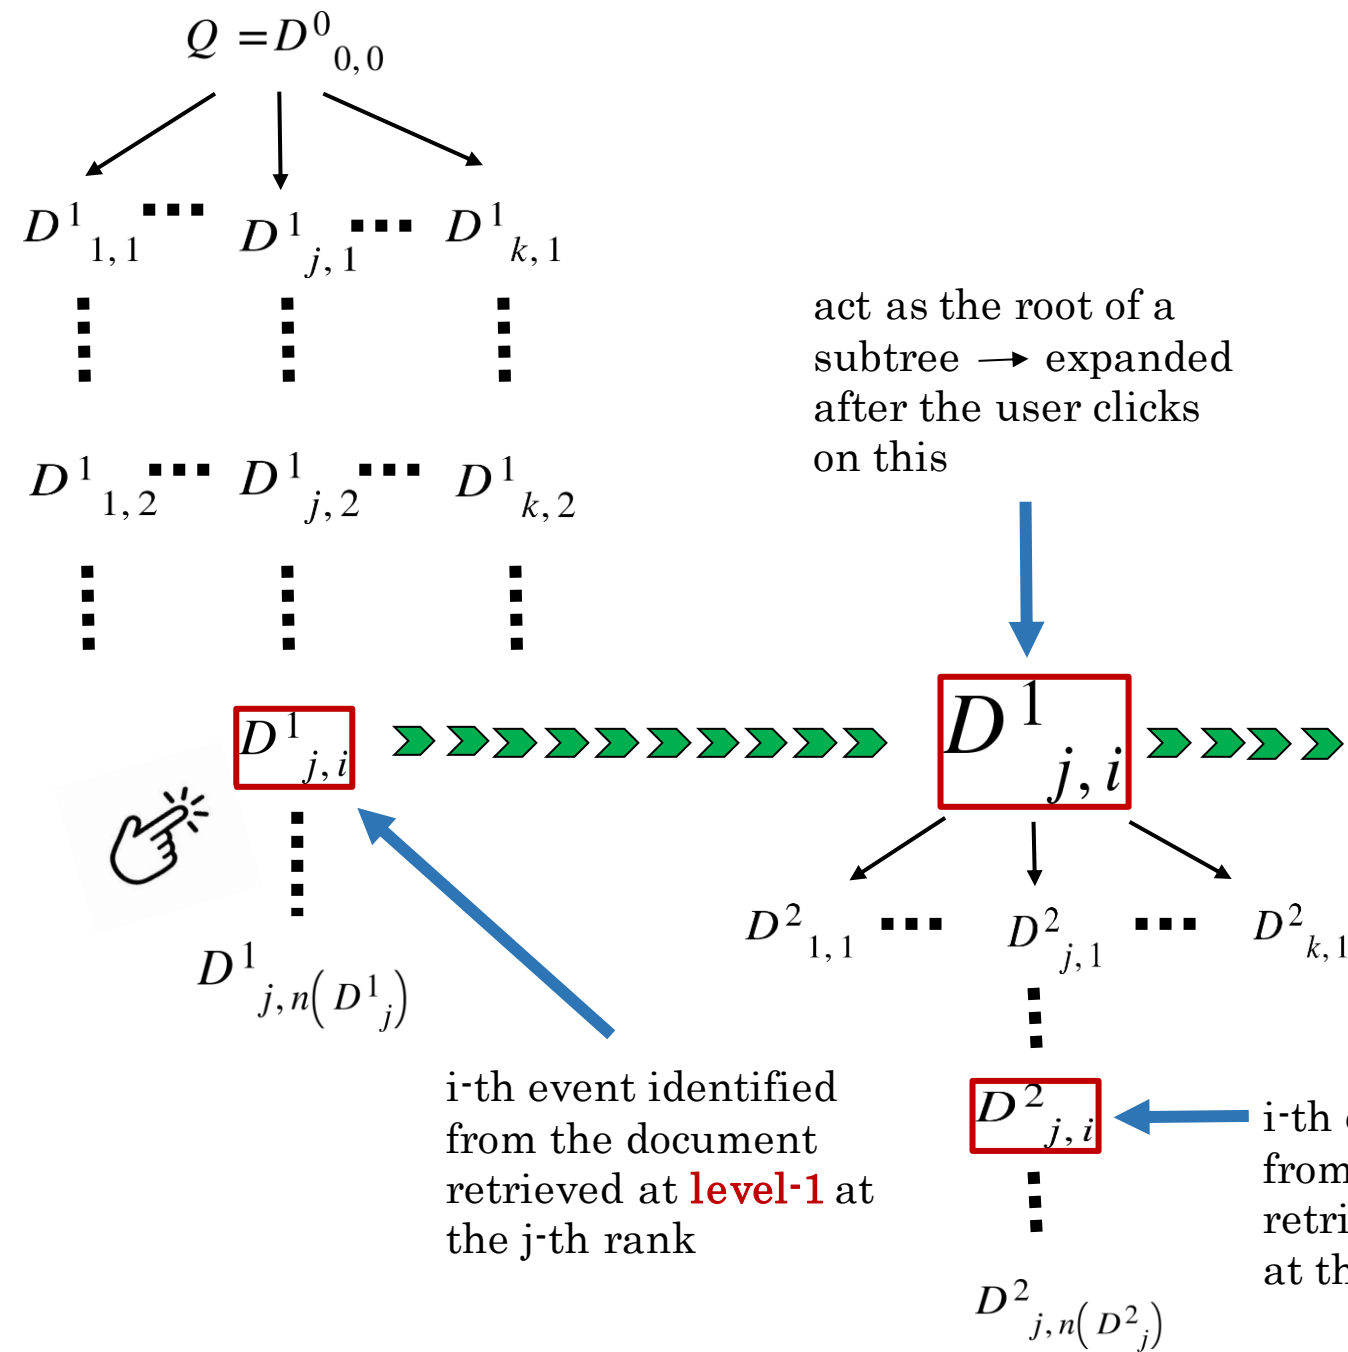 Q = D^0_{0,0}
D^1_{1,1} ... D^1_{j,1} ... D^1_{k,1}
act as the root of a
subtree → expanded
after the user clicks
on this
D^1_{1,2} ... D^1_{j,2} ... D^1_{k,2}
D^1_{j,i}
D^1_{j,i}
D^2_{1,1} ... D^2_{j,1} ... D^2_{k,1}
D^1_{j,n(D^1_j)}
i-th event identified
from the document
retrieved at level-1 at
the j-th rank
D^2_{j,i}
i-th
from
at
D^2_{j,n(D^2_j)}